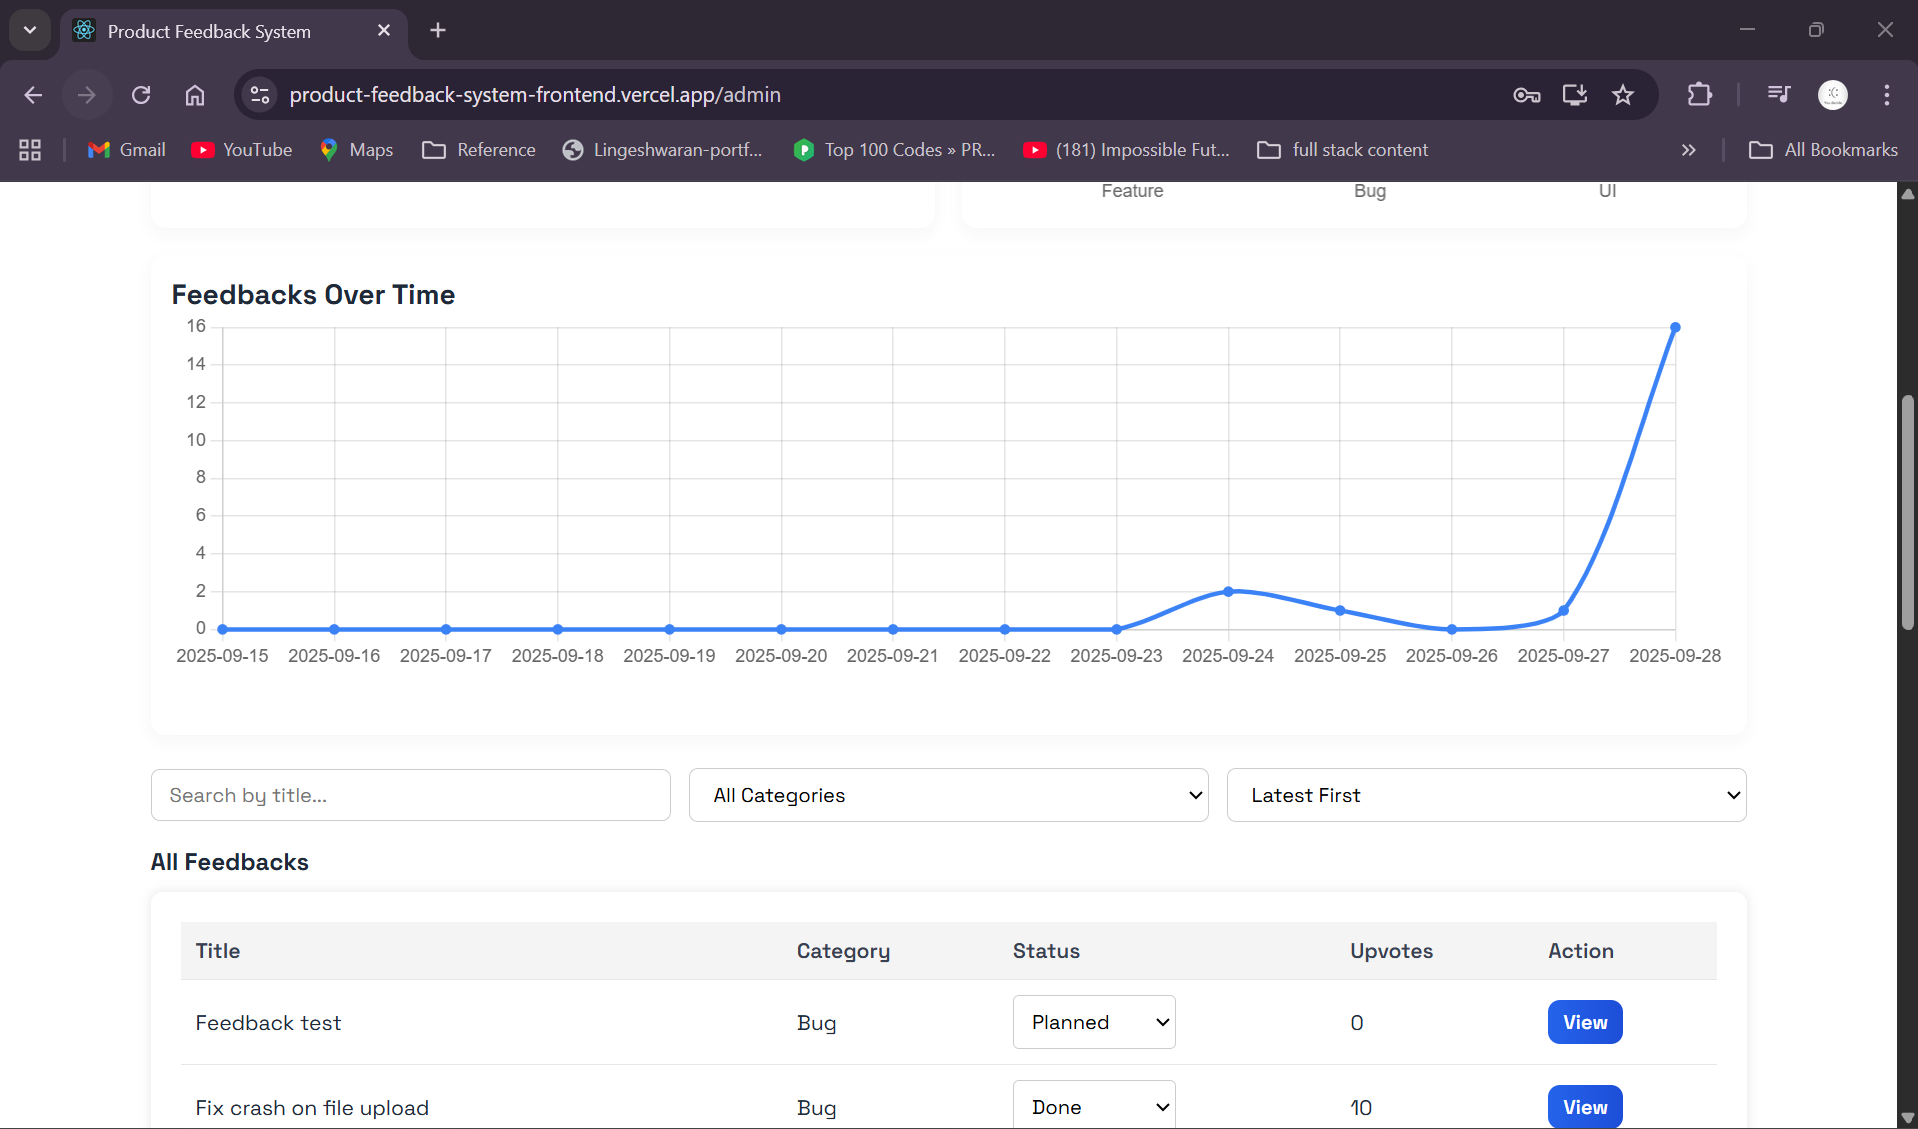 Product Feedback System
product-feedback-system-frontend.vercel.app/admin
Gmail YouTube Maps Reference Lingeshwaran-portf... Top 100 Codes » PR... (181) Impossible Fut... full stack content » All Bookmarks
Feature Bug UI
Feedbacks Over Time
16
14
12
10
8
6
4
2
0
2025-09-15 2025-09-16 2025-09-17 2025-09-18 2025-09-19 2025-09-20 2025-09-21 2025-09-22 2025-09-23 2025-09-24 2025-09-25 2025-09-26 2025-09-27 2025-09-28
Search by title... All Categories Latest First
All Feedbacks
Title Category Status Upvotes Action
Feedback test Bug Planned 0 View
Fix crash on file upload Bug Done 10 View